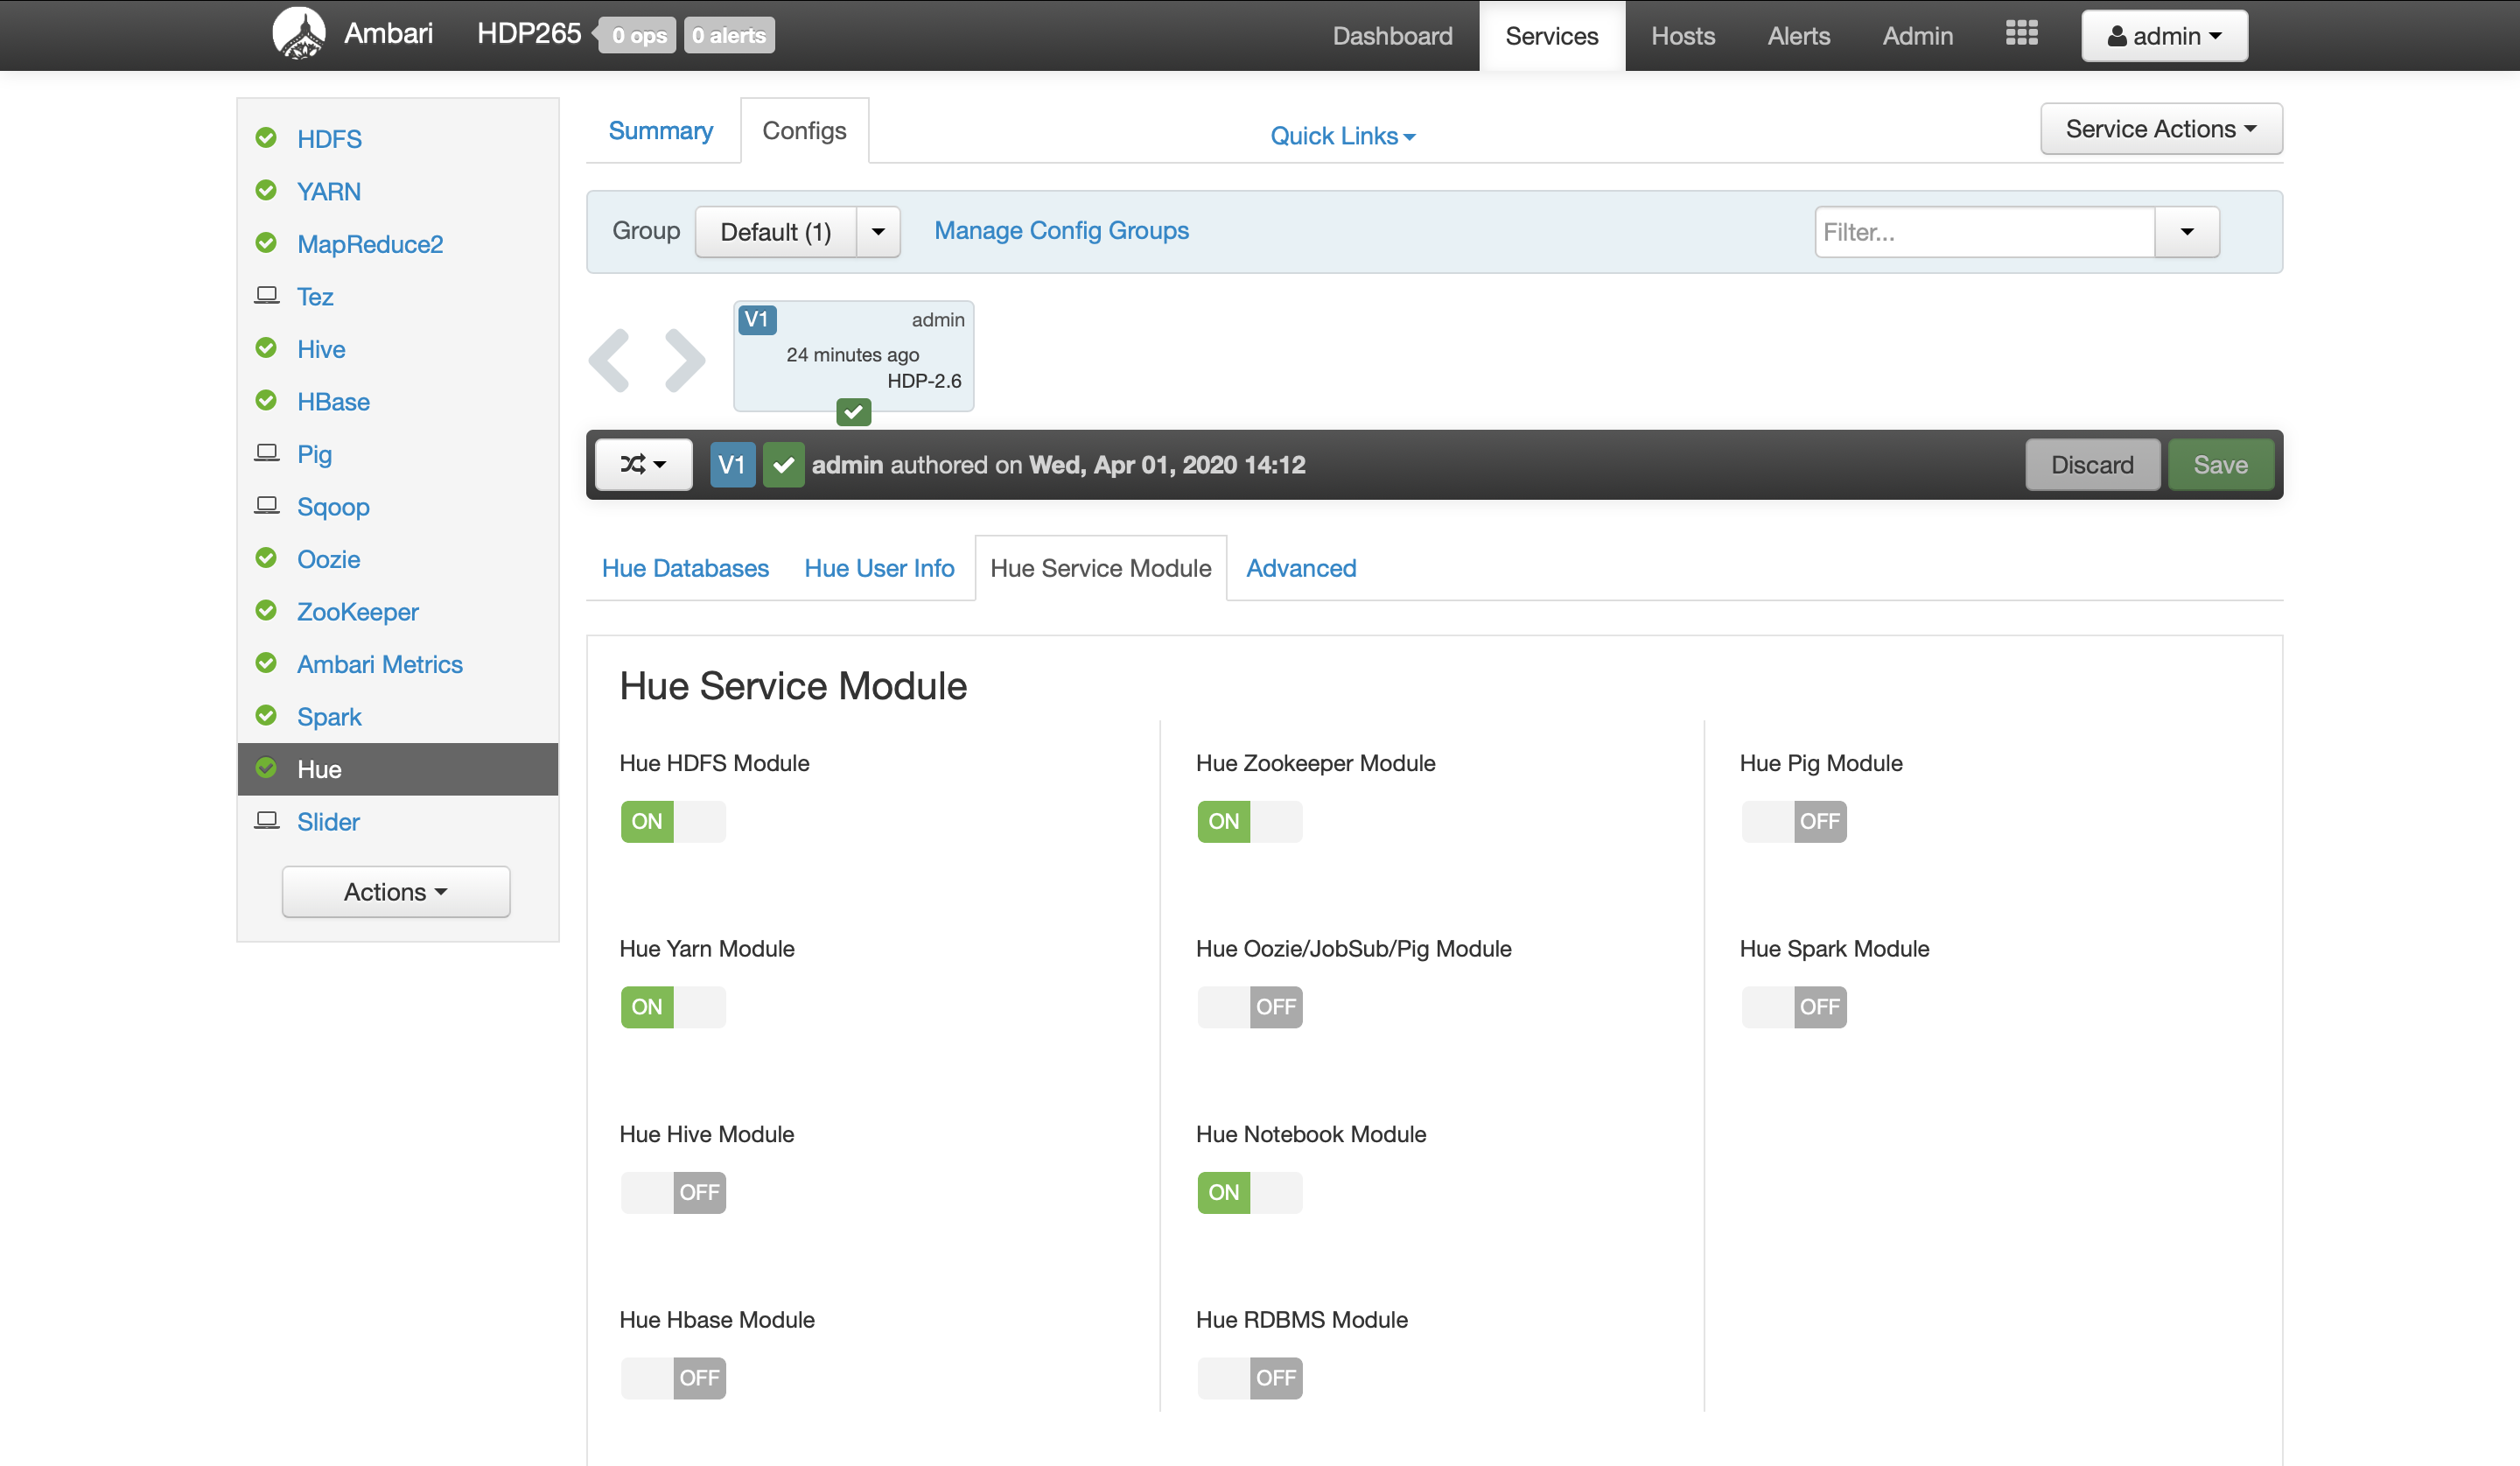 Ambari HDP265 0 ops 0 alerts Dashboard Services Hosts Alerts Admin admin
HDFS
YARN
MapReduce2
Tez
Hive
HBase
Pig
Sqoop
Oozie
ZooKeeper
Ambari Metrics
Spark
Hue
Slider
Actions
Summary Configs Quick Links Service Actions
Group Default (1) Manage Config Groups Filter...
V1 admin
24 minutes ago
HDP-2.6
V1 admin authored on Wed, Apr 01, 2020 14:12 Discard Save
Hue Databases Hue User Info Hue Service Module Advanced
Hue Service Module
Hue HDFS Module Hue Zookeeper Module Hue Pig Module
ON ON OFF
Hue Yarn Module Hue Oozie/JobSub/Pig Module Hue Spark Module
ON OFF OFF
Hue Hive Module Hue Notebook Module
OFF ON
Hue Hbase Module Hue RDBMS Module
OFF OFF